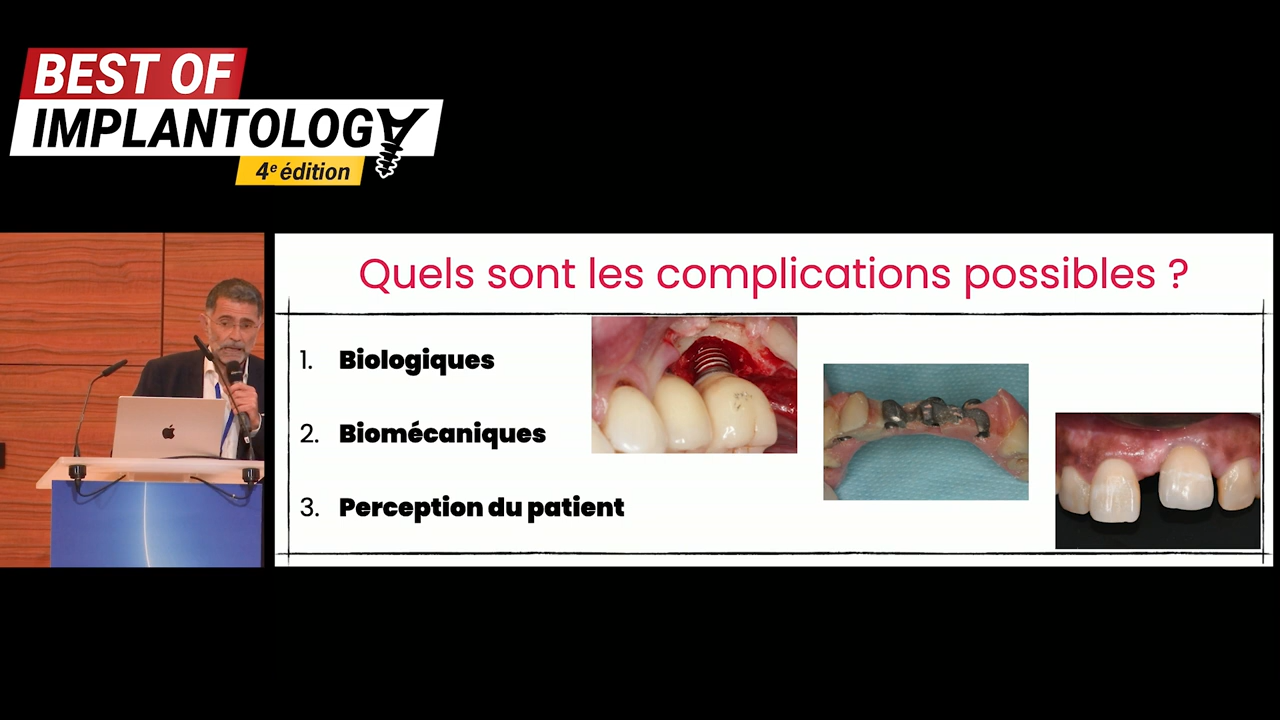 BEST OF
IMPLANTOLOGY
4e édition
Quels sont les complications possibles ?
1. Biologiques
2. Biomécaniques
3. Perception du patient